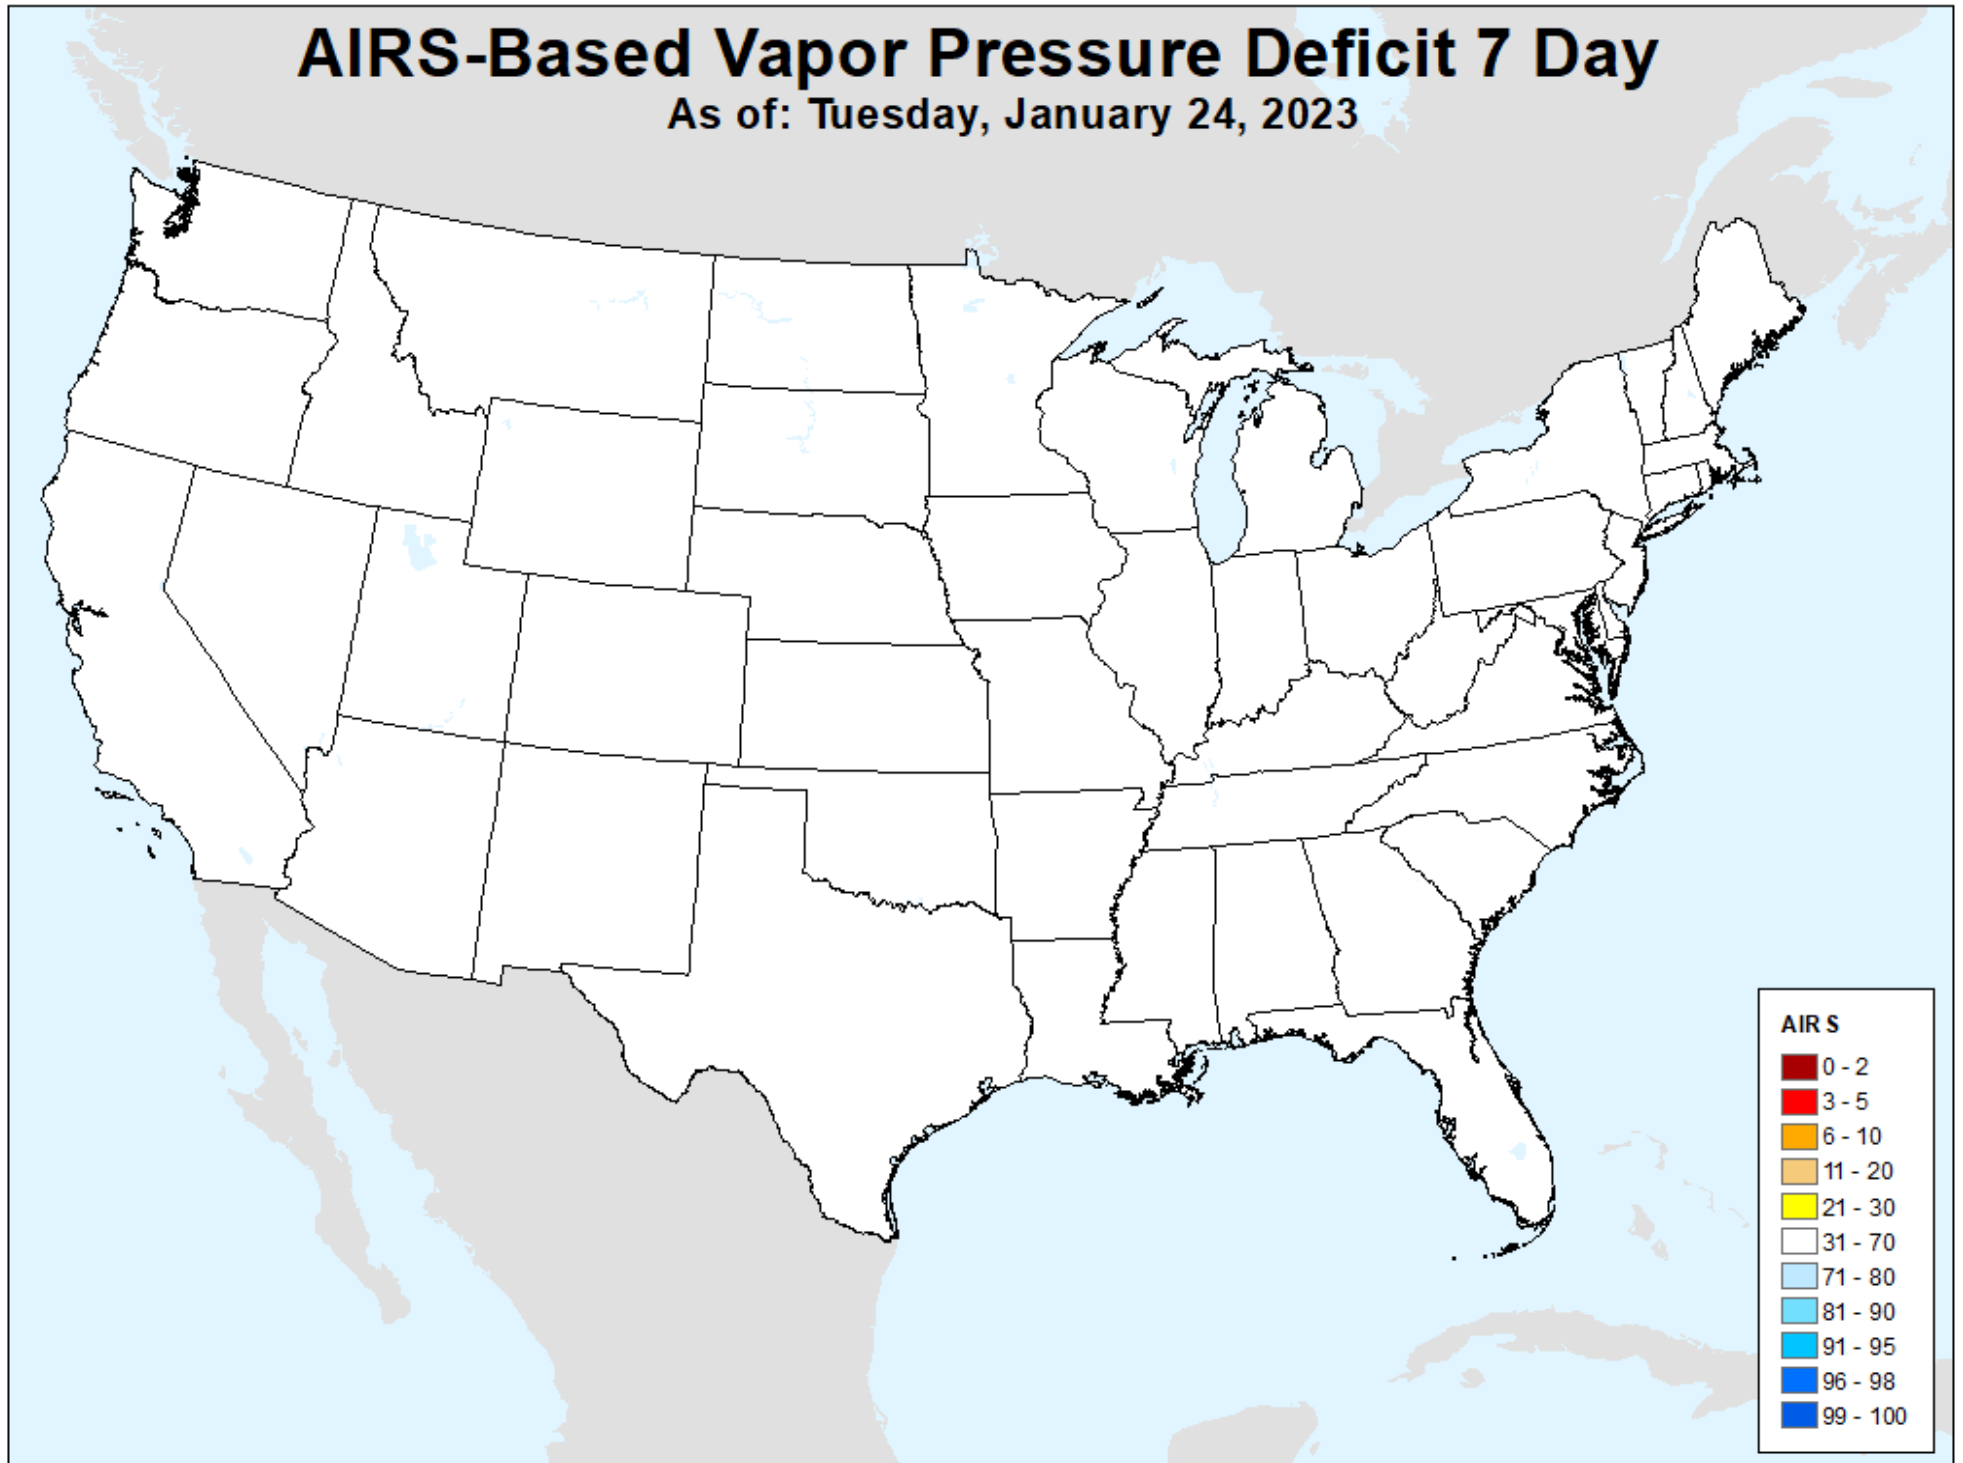 AIRS-Based Vapor Pressure Deficit 7 Day
As of: Tuesday, January 24, 2023
AIRS
0 - 2
3 - 5
6 - 10
11 - 20
21 - 30
31 - 70
71 - 80
81 - 90
91 - 95
96 - 98
99 - 100